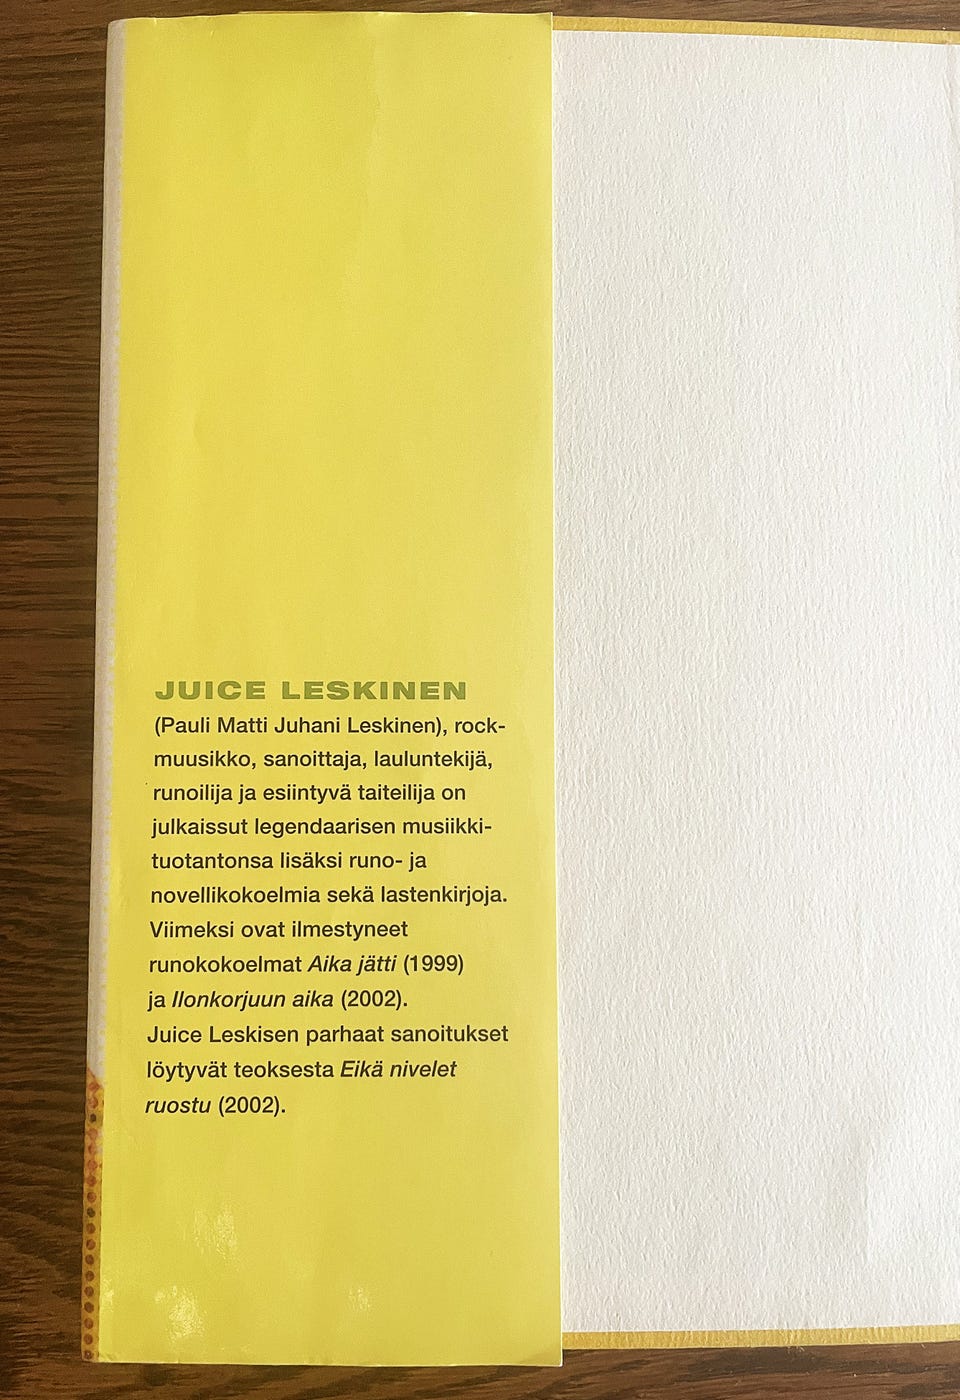 JUICE LESKINEN
(Pauli Matti Juhani Leskinen), rock-
muusikko, sanoittaja, lauluntekijä,
runoilija ja esiintyvä taiteilija on
julkaissut legendaarisen musiikki-
tuotantonsa lisäksi runo- ja
novellikokoelmia sekä lastenkirjoja.
Viimeksi ovat ilmestyneet
runokokoelmat Aika jätti (1999)
ja Ilonkorjuun aika (2002).
Juice Leskisen parhaat sanoitukset
löytyvät teoksesta Eikä nivelet
ruostu (2002).